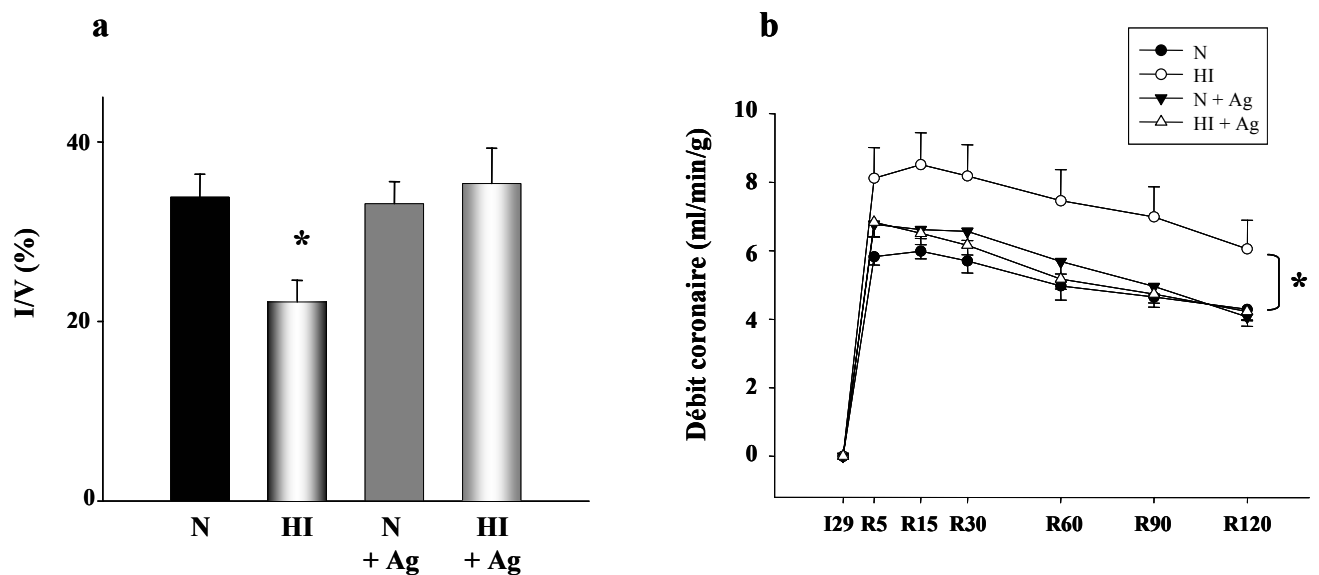 a
I/V (%)
40
20
0
*
N
HI
N
+ Ag
HI
+ Ag
b
N
HI
N + Ag
HI + Ag
Débit coronaire (ml/min/g)
10
8
6
4
2
0
*
I29 R5 R15 R30 R60 R90 R120